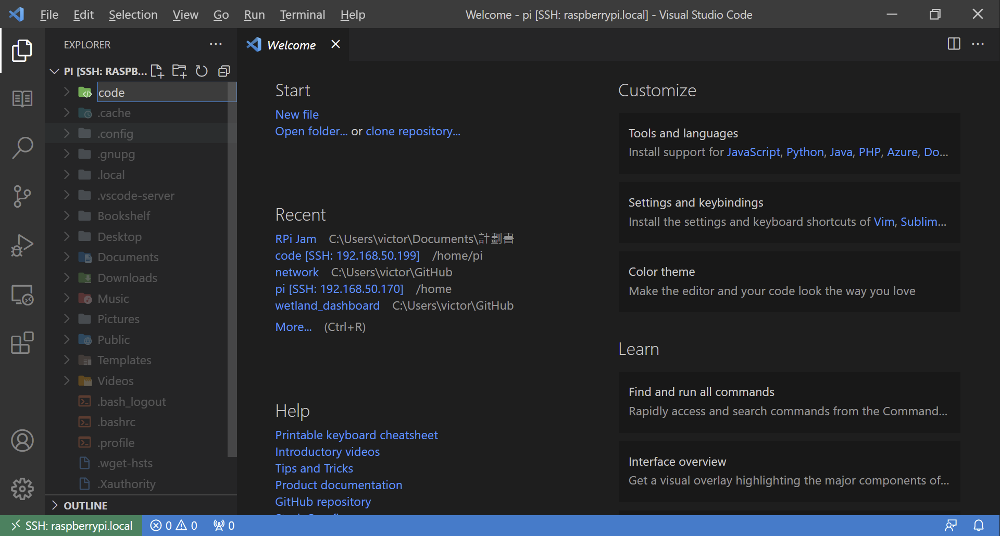 File Edit Selection View Go Run Terminal Help Welcome - pi [SSH: raspberrypi.local] - Visual Studio Code
EXPLORER
PI [SSH: RASPB...
code
.cache
.config
.gnupg
.local
.vscode-server
Bookshelf
Desktop
Documents
Downloads
Music
Pictures
Public
Templates
Videos
.bash_logout
.bashrc
.profile
.wget-hsts
.Xauthority
OUTLINE
Welcome
Start
New file
Open folder... or clone repository...
Recent
RPi Jam C:\Users\victor\Documents\計劃書
code [SSH: 192.168.50.199] /home/pi
network C:\Users\victor\GitHub
pi [SSH: 192.168.50.170] /home
wetland_dashboard C:\Users\victor\GitHub
More... (Ctrl+R)
Help
Printable keyboard cheatsheet
Introductory videos
Tips and Tricks
Product documentation
GitHub repository
Customize
Tools and languages
Install support for JavaScript, Python, Java, PHP, Azure, Do...
Settings and keybindings
Install the settings and keyboard shortcuts of Vim, Sublim...
Color theme
Make the editor and your code look the way you love
Learn
Find and run all commands
Rapidly access and search commands from the Command...
Interface overview
Get a visual overlay highlighting the major components of...
SSH: raspberrypi.local 0 0 0